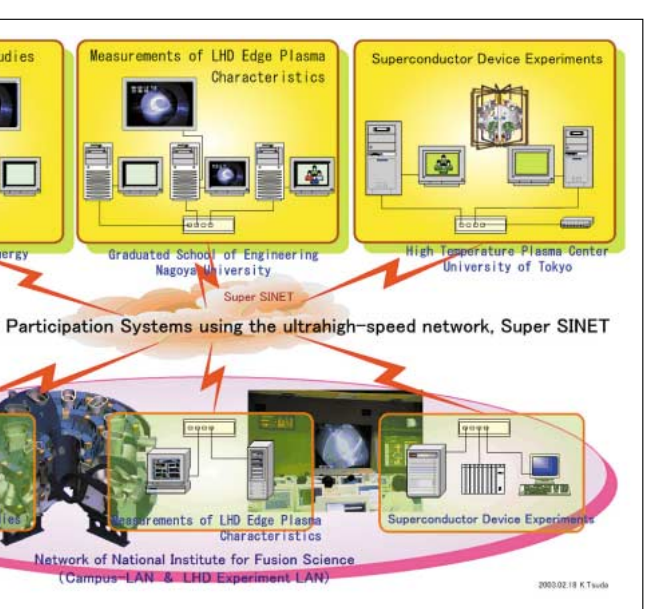 udies
Measurements of LHD Edge Plasma
Characteristics
Superconductor Device Experiments
ergy
Graduated School of Engineering
Nagoya University
High Temperature Plasma Center
University of Tokyo
Super SINET
Participation Systems using the ultrahigh-speed network, Super SINET
dies
Measurements of LHD Edge Plasma
Characteristics
Superconductor Device Experiments
Network of National Institute for Fusion Science
(Campus-LAN & LHD Experiment LAN)
2003.02.18 K.Tsuda